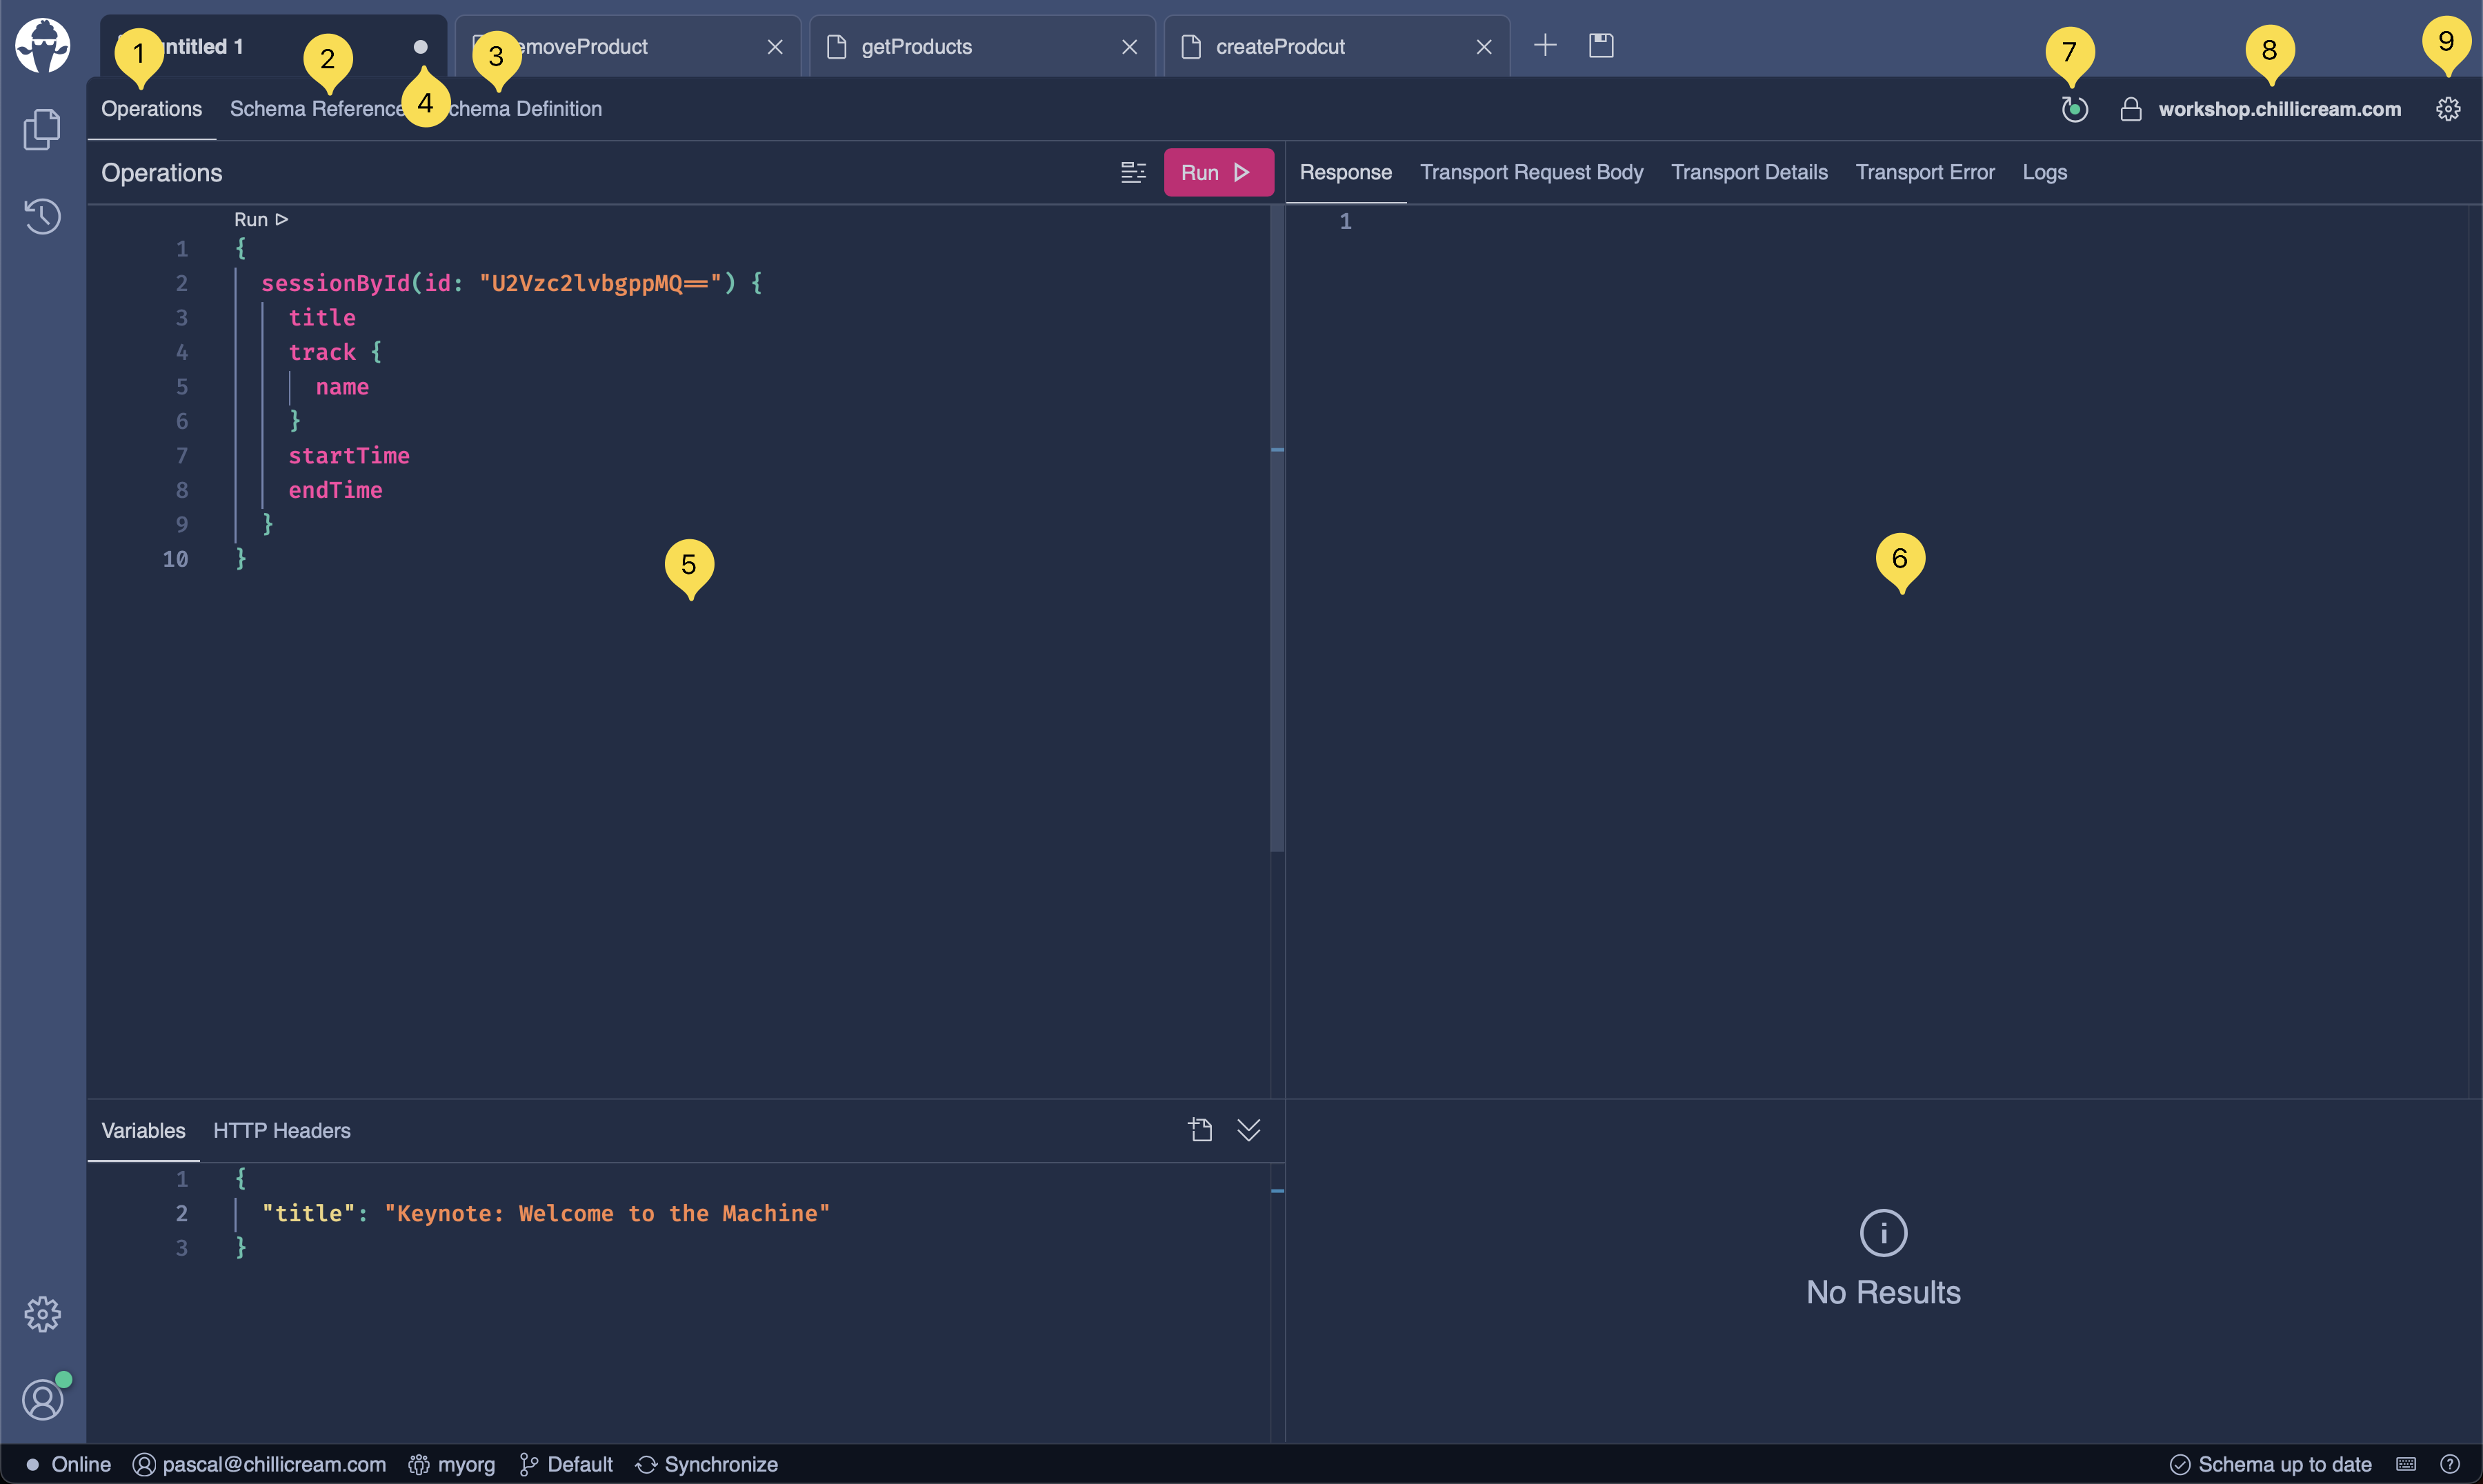 1
2
3
4
7
8
9
ntitled 1
emoveProduct
getProducts
createProdcut
Operations
Schema Reference
chema Definition
workshop.chillicream.com
Operations
Run
Response
Transport Request Body
Transport Details
Transport Error
Logs
Run
1 {
2 sessionById(id: "U2Vzc2lvbgppMQ==") {
3 title
4 track {
5 name
6 }
7 startTime
8 endTime
9 }
10 }
5
1
6
Variables
HTTP Headers
1 {
2 "title": "Keynote: Welcome to the Machine"
3 }
No Results
Online
pascal@chillicream.com
myorg
Default
Synchronize
Schema up to date